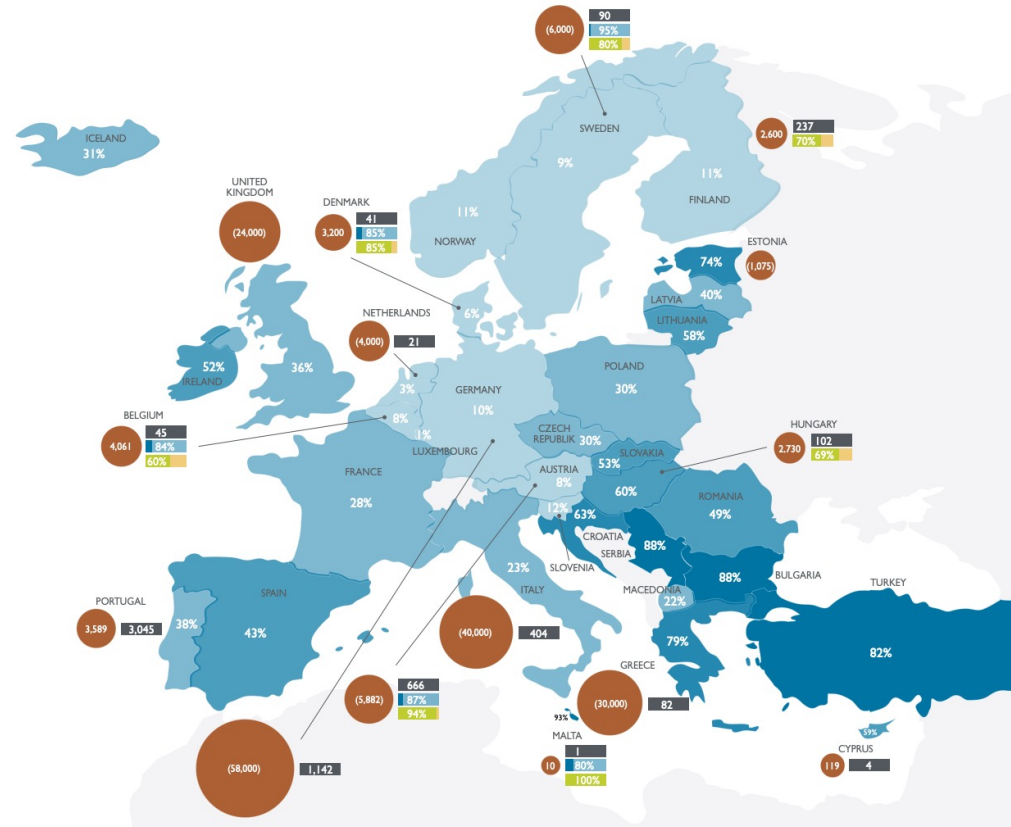 (6,000)
90
95%
80%
2,600
237
70%
ICELAND
31%
SWEDEN
9%
11%
FINLAND
UNITED
KINGDOM
(24,000)
DENMARK
3,200
41
85%
85%
11%
NORWAY
ESTONIA
(1,075)
74%
LATVIA
40%
LITHUANIA
58%
6%
NETHERLANDS
(4,000)
21
52%
IRELAND
36%
3%
GERMANY
10%
POLAND
30%
BELGIUM
4,061
45
84%
60%
8%
1%
LUXEMBOURG
CZECH
REPUBLIK
30%
HUNGARY
2,730
102
69%
SLOVAKIA
53%
FRANCE
28%
AUSTRIA
8%
60%
ROMANIA
49%
12%
63%
CROATIA
SERBIA
88%
SLOVENIA
23%
ITALY
88%
BULGARIA
MACEDONIA
22%
TURKEY
82%
PORTUGAL
3,589
3,045
38%
SPAIN
43%
(40,000)
404
79%
GREECE
(30,000)
82
(5,882)
666
87%
94%
93%
MALTA
1
10
80%
100%
59%
CYPRUS
119
4
(58,000)
1,142